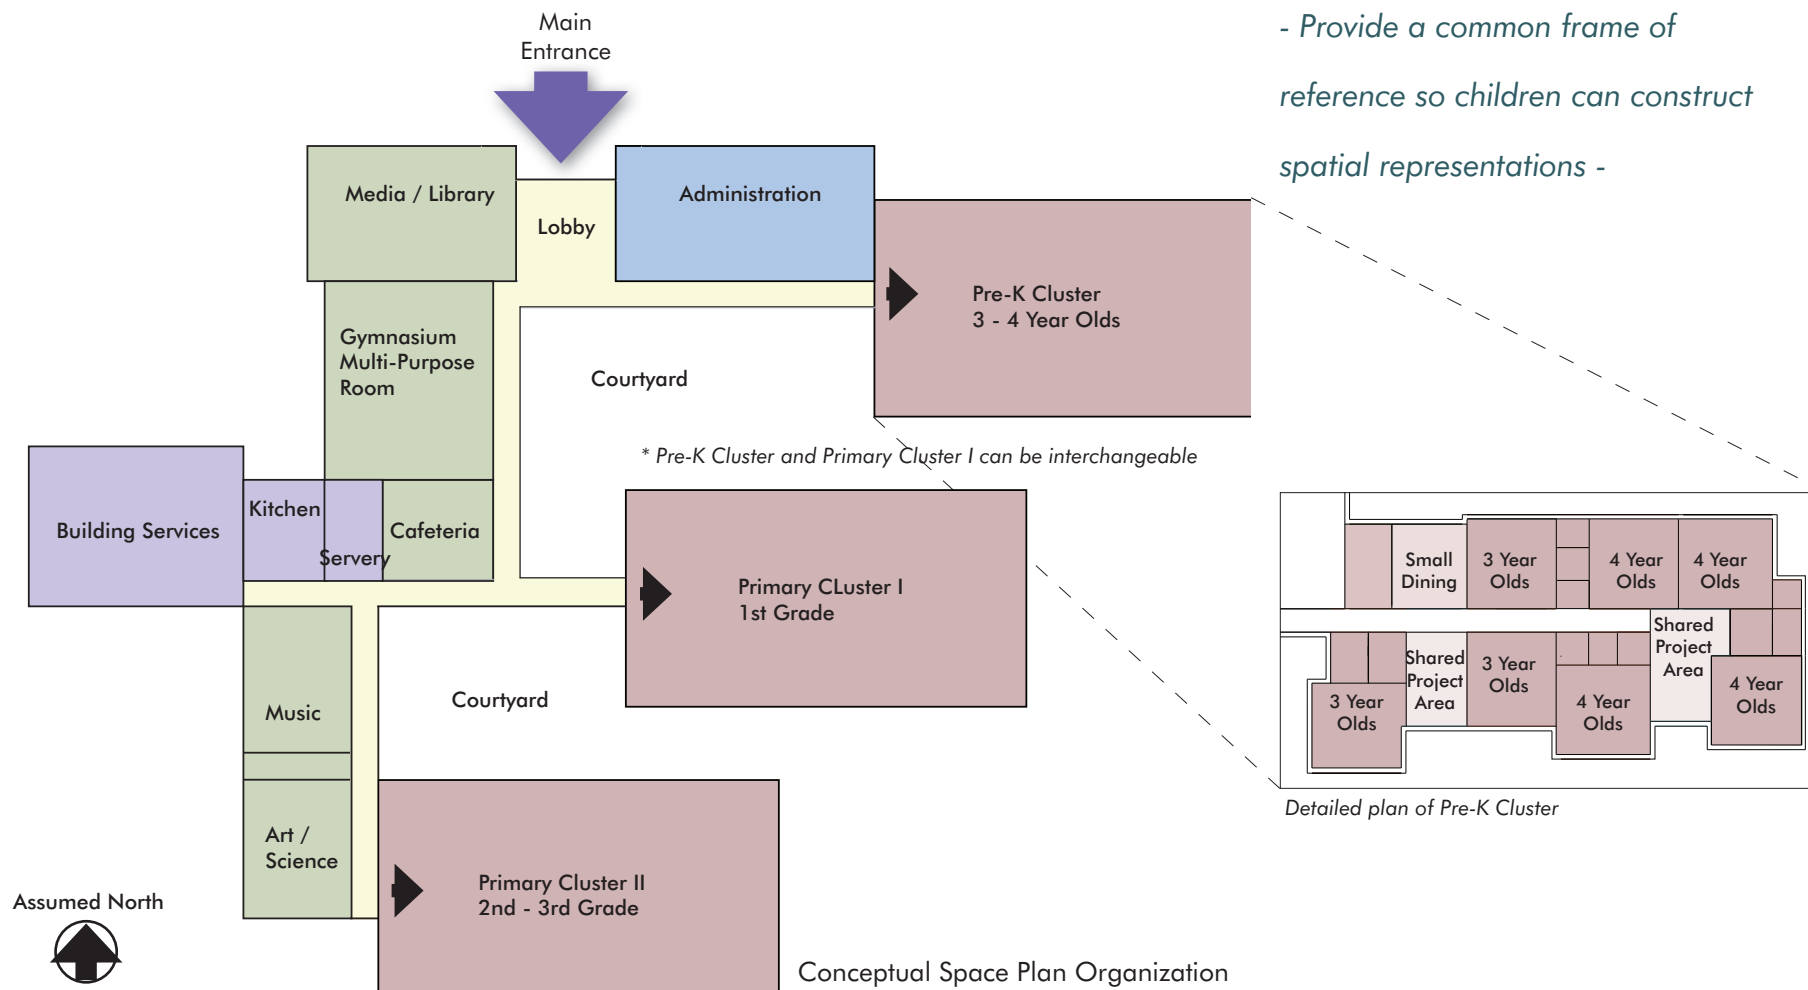 Main
Entrance
- Provide a common frame of
reference so children can construct
spatial representations -
Media / Library
Lobby
Administration
Pre-K Cluster
3 - 4 Year Olds
Gymnasium
Multi-Purpose
Room
Courtyard
* Pre-K Cluster and Primary Cluster I can be interchangeable
Building Services
Kitchen
Servery
Cafeteria
Primary CLuster I
1st Grade
Music
Courtyard
Art /
Science
Primary Cluster II
2nd - 3rd Grade
Assumed North
Conceptual Space Plan Organization
Small
Dining
3 Year
Olds
4 Year
Olds
4 Year
Olds
Shared
Project
Area
3 Year
Olds
Shared
Project
Area
3 Year
Olds
4 Year
Olds
4 Year
Olds
Detailed plan of Pre-K Cluster